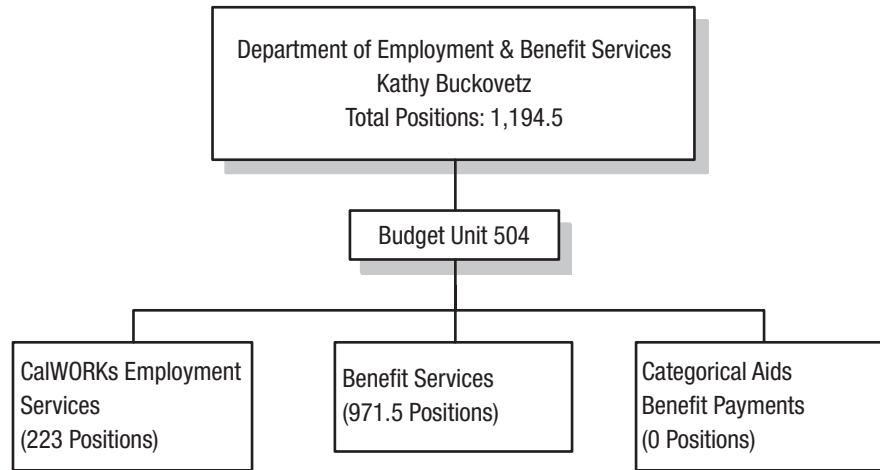 Department of Employment & Benefit Services
Kathy Buckovetz
Total Positions: 1,194.5
Budget Unit 504
CalWORKs Employment
Services
(223 Positions)
Benefit Services
(971.5 Positions)
Categorical Aids
Benefit Payments
(0 Positions)